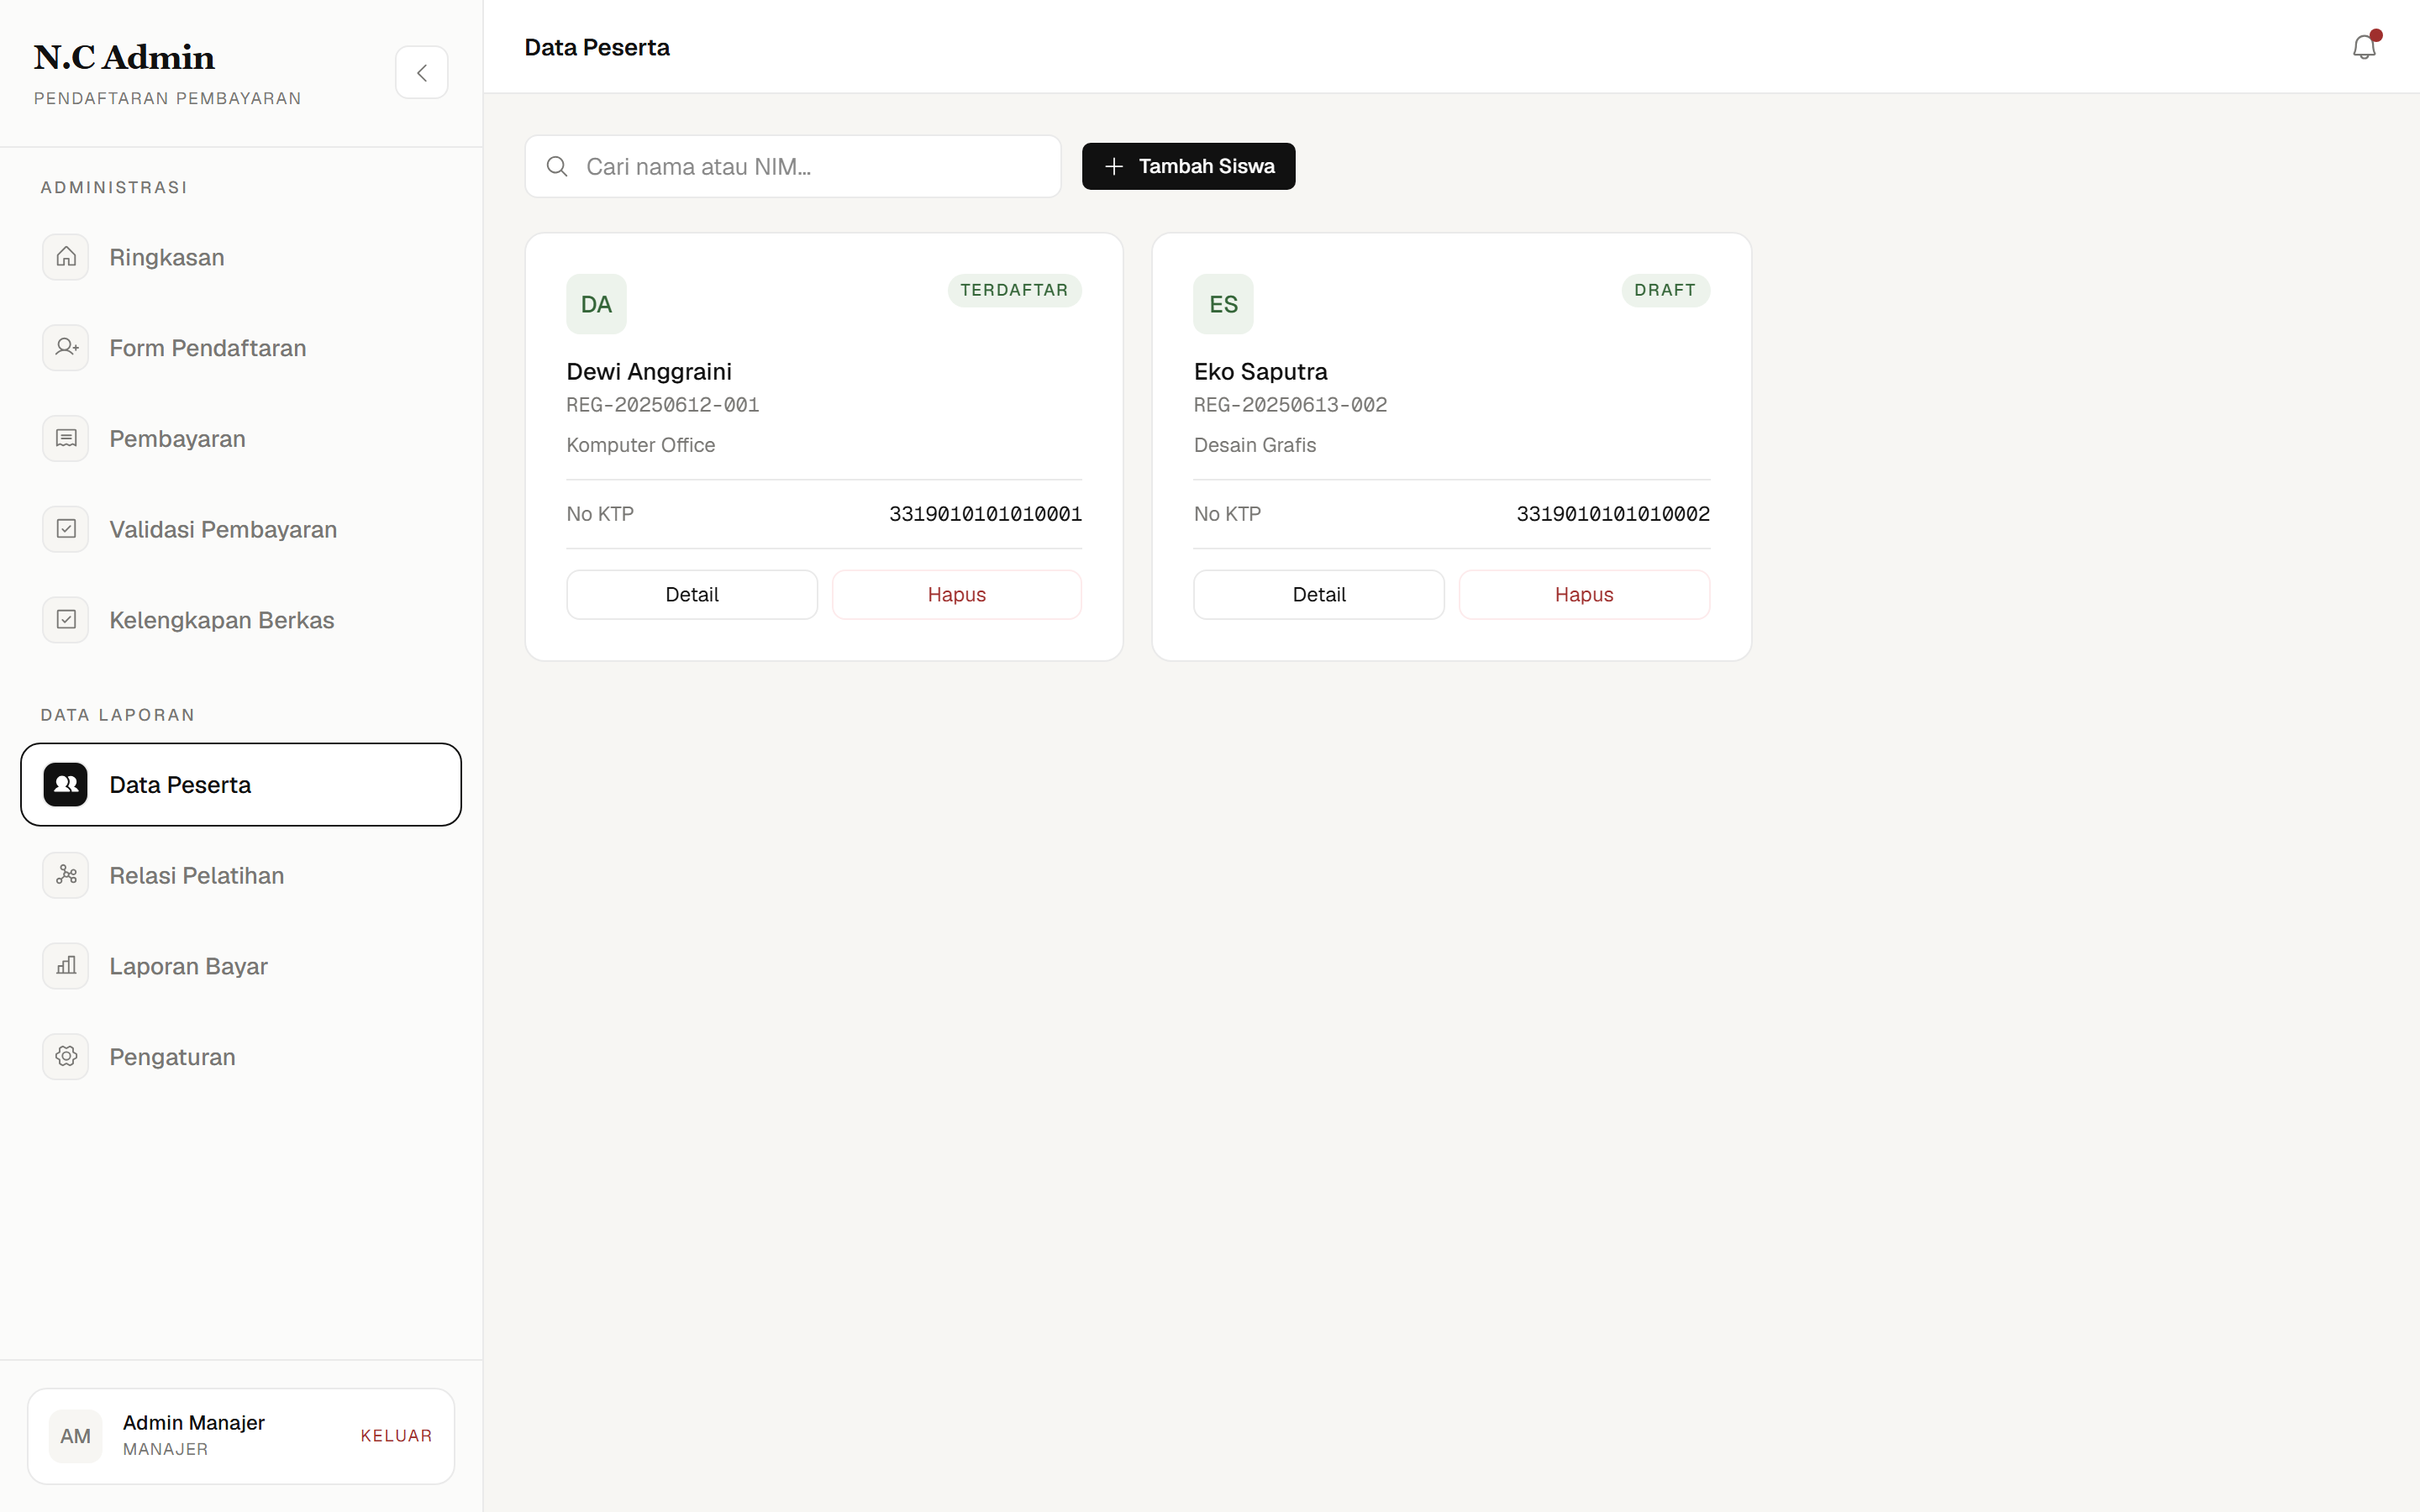 N.C Admin
PENDAFTARAN PEMBAYARAN
ADMINISTRASI
Ringkasan
Form Pendaftaran
Pembayaran
Validasi Pembayaran
Kelengkapan Berkas
DATA LAPORAN
Data Peserta
Relasi Pelatihan
Laporan Bayar
Pengaturan
AM
Admin Manajer
MANAJER
KELUAR
Data Peserta
Cari nama atau NIM...
Tambah Siswa
DA
TERDAFTAR
Dewi Anggraini
REG-20250612-001
Komputer Office
No KTP 3319010101010001
Detail
Hapus
ES
DRAFT
Eko Saputra
REG-20250613-002
Desain Grafis
No KTP 3319010101010002
Detail
Hapus